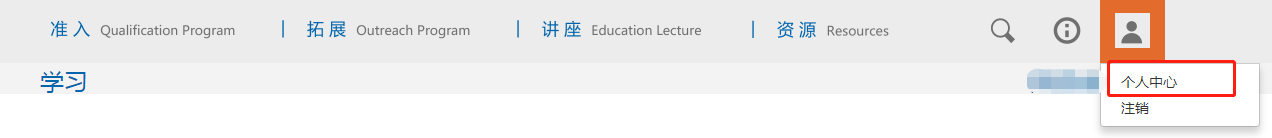 准入 Qualification Program | 拓展 Outreach Program | 讲座 Education Lecture | 资源 Resources
学习
个人中心
注销